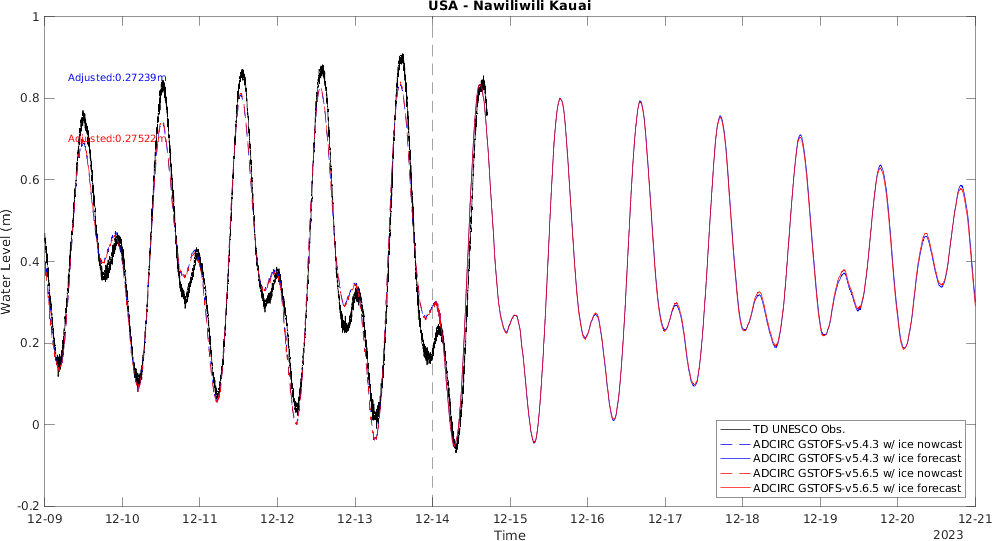 USA - Nawiliwili Kauai
1
0.8
0.6
0.4
0.2
0
-0.2
Water Level (m)
Adjusted:0.27239m
Adjusted:0.27522m
TD UNESCO Obs.
ADCIRC GSTOFS-v5.4.3 w/ ice nowcast
ADCIRC GSTOFS-v5.4.3 w/ ice forecast
ADCIRC GSTOFS-v5.6.5 w/ ice nowcast
ADCIRC GSTOFS-v5.6.5 w/ ice forecast
12-09 12-10 12-11 12-12 12-13 12-14 12-15 12-16 12-17 12-18 12-19 12-20 12-21
Time
2023